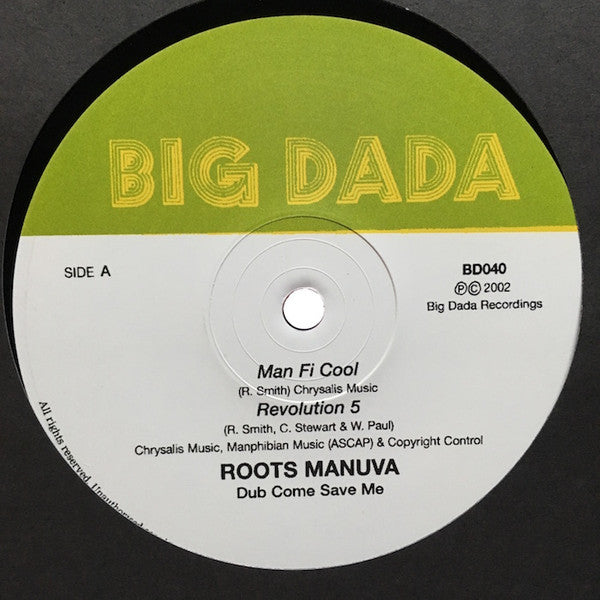 BIG DADA
SIDE A
BD040
℗© 2002
Big Dada Recordings
Man Fi Cool
(R. Smith) Chrysalis Music
Revolution 5
(R. Smith, C. Stewart & W. Paul)
Chrysalis Music, Manphibian Music (ASCAP) & Copyright Control
ROOTS MANUVA
Dub Come Save Me
All rights reserved. Unauthorised